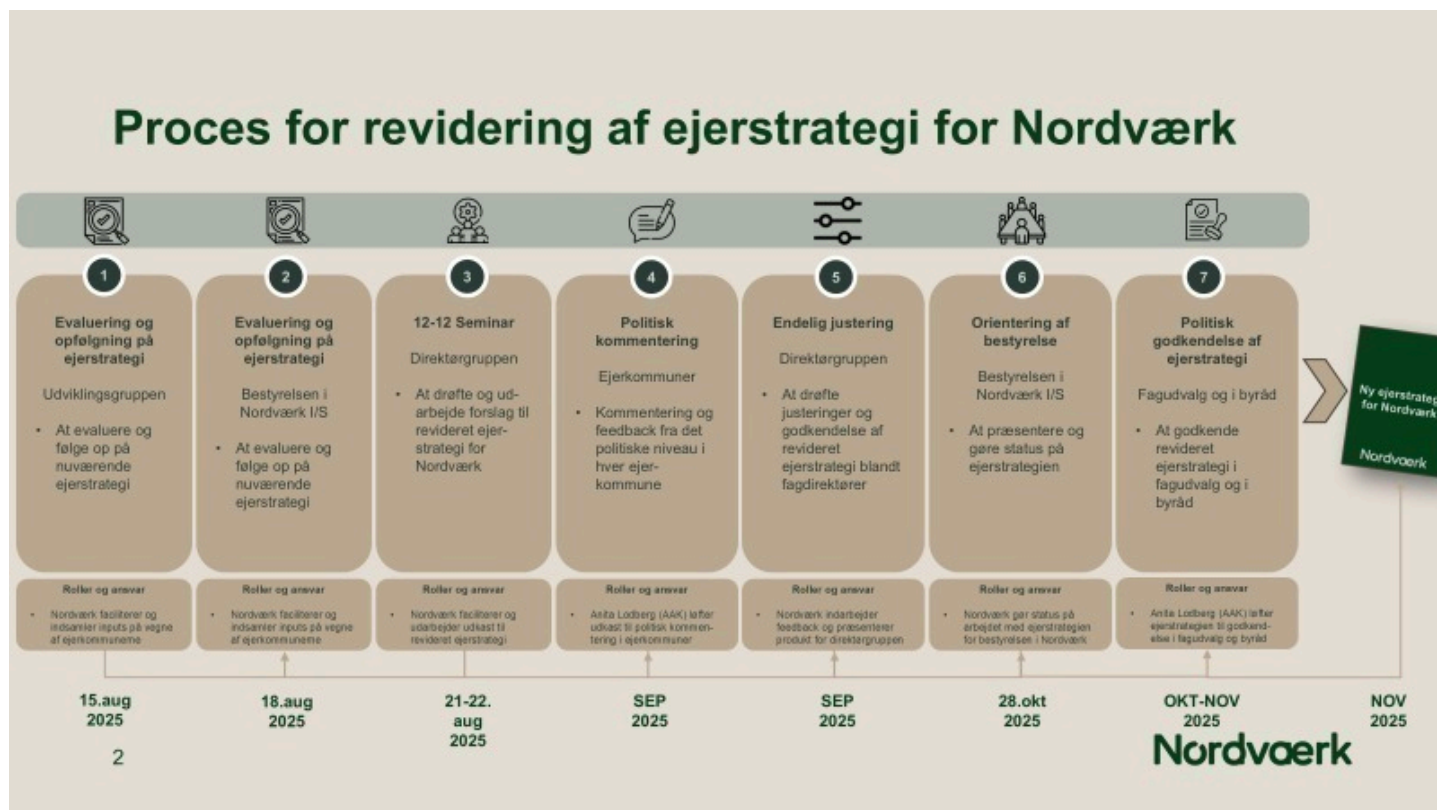 Proces for revidering af ejerstrategi for Nordværk
1
Evaluering og
opfølgning på
ejerstrategi
Udviklingsgruppen
• At evaluere og
følge op på
nuværende
ejerstrategi
Roller og ansvar
• Nordværk faciliterer og
indsamler inputs på vegne
af ejerkommunerne
15.aug
2025
2
Evaluering og
opfølgning på
ejerstrategi
Bestyrelsen i
Nordværk I/S
• At evaluere og
følge op på
nuværende
ejerstrategi
Roller og ansvar
• Nordværk faciliterer og
indsamler inputs på vegne
af ejerkommunerne
18.aug
2025
3
12-12 Seminar
Direktørgruppen
• At drøfte og ud-
arbejde forslag til
revideret ejer-
strategi for
Nordværk
Roller og ansvar
• Nordværk faciliterer og
udarbejder udkast til
revideret ejerstrategi
21-22.
aug
2025
4
Politisk
kommentering
Ejerkommuner
• Kommentering og
feedback fra det
politiske niveau i
hver ejer-
kommune
Roller og ansvar
• Anita Lodberg (AAK) løfter
udkast til politisk kommen-
tering i ejerkommuner
SEP
2025
5
Endelig justering
Direktørgruppen
• At drøfte
justeringer og
godkendelse af
revideret
ejerstrategi blandt
fagdirektører
Roller og ansvar
• Nordværk indarbejder
feedback og præsenterer
produkt for direktørgruppen
SEP
2025
6
Orientering af
bestyrelse
Bestyrelsen i
Nordværk I/S
• At præsentere og
gøre status på
ejerstrategien
Roller og ansvar
• Nordværk gør status på
arbejdet med ejerstrategien
for bestyrelsen i Nordværk
28.okt
2025
7
Politisk
godkendelse af
ejerstrategi
Fagudvalg og i byråd
• At godkende
revideret
ejerstrategi i
fagudvalg og i
byråd
Roller og ansvar
• Anita Lodberg (AAK) løfter
ejerstrategien til godkend-
else i fagudvalg og byråd
OKT-NOV
2025
Ny ejerstrateg
for Nordværk
Nordværk
NOV
2025
2
Nordværk